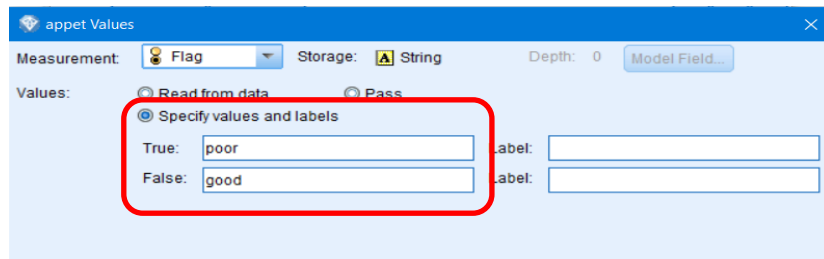 appet Values
Measurement: Flag Storage: A String Depth: 0 Model Field...
Values: Read from data Pass
Specify values and labels
True: poor Label:
False: good Label: